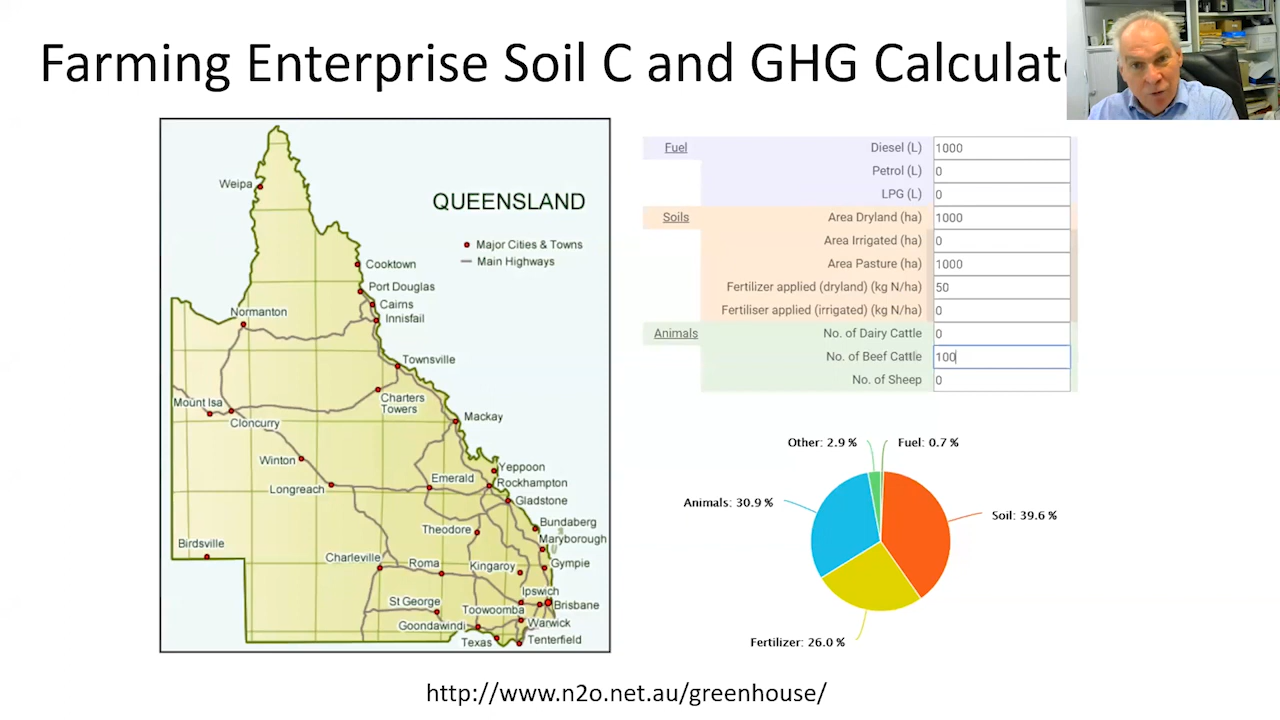 Farming Enterprise Soil C and GHG Calculat
QUEENSLAND
Major Cities & Towns
Main Highways
Weipa
Cooktown
Port Douglas
Cairns
Innisfail
Normanton
Townsville
Charters
Towers
Mount Isa
Cloncurry
Mackay
Winton
Longreach
Emerald
Yeppoon
Rockhampton
Gladstone
Theodore
Bundaberg
Maryborough
Birdsville
Charleville
Roma
Kingaroy
Gympie
Ipswich
Brisbane
St George
Toowoomba
Goondawindi
Warwick
Texas
Tenterfield
Fuel Diesel (L) 1000
Petrol (L) 0
LPG (L) 0
Soils Area Dryland (ha) 1000
Area Irrigated (ha) 0
Area Pasture (ha) 1000
Fertilizer applied (dryland) (kg N/ha) 50
Fertiliser applied (irrigated) (kg N/ha) 0
Animals No. of Dairy Cattle 0
No. of Beef Cattle 100
No. of Sheep 0
Other: 2.9 %
Fuel: 0.7 %
Animals: 30.9 %
Soil: 39.6 %
Fertilizer: 26.0 %
http://www.n2o.net.au/greenhouse/